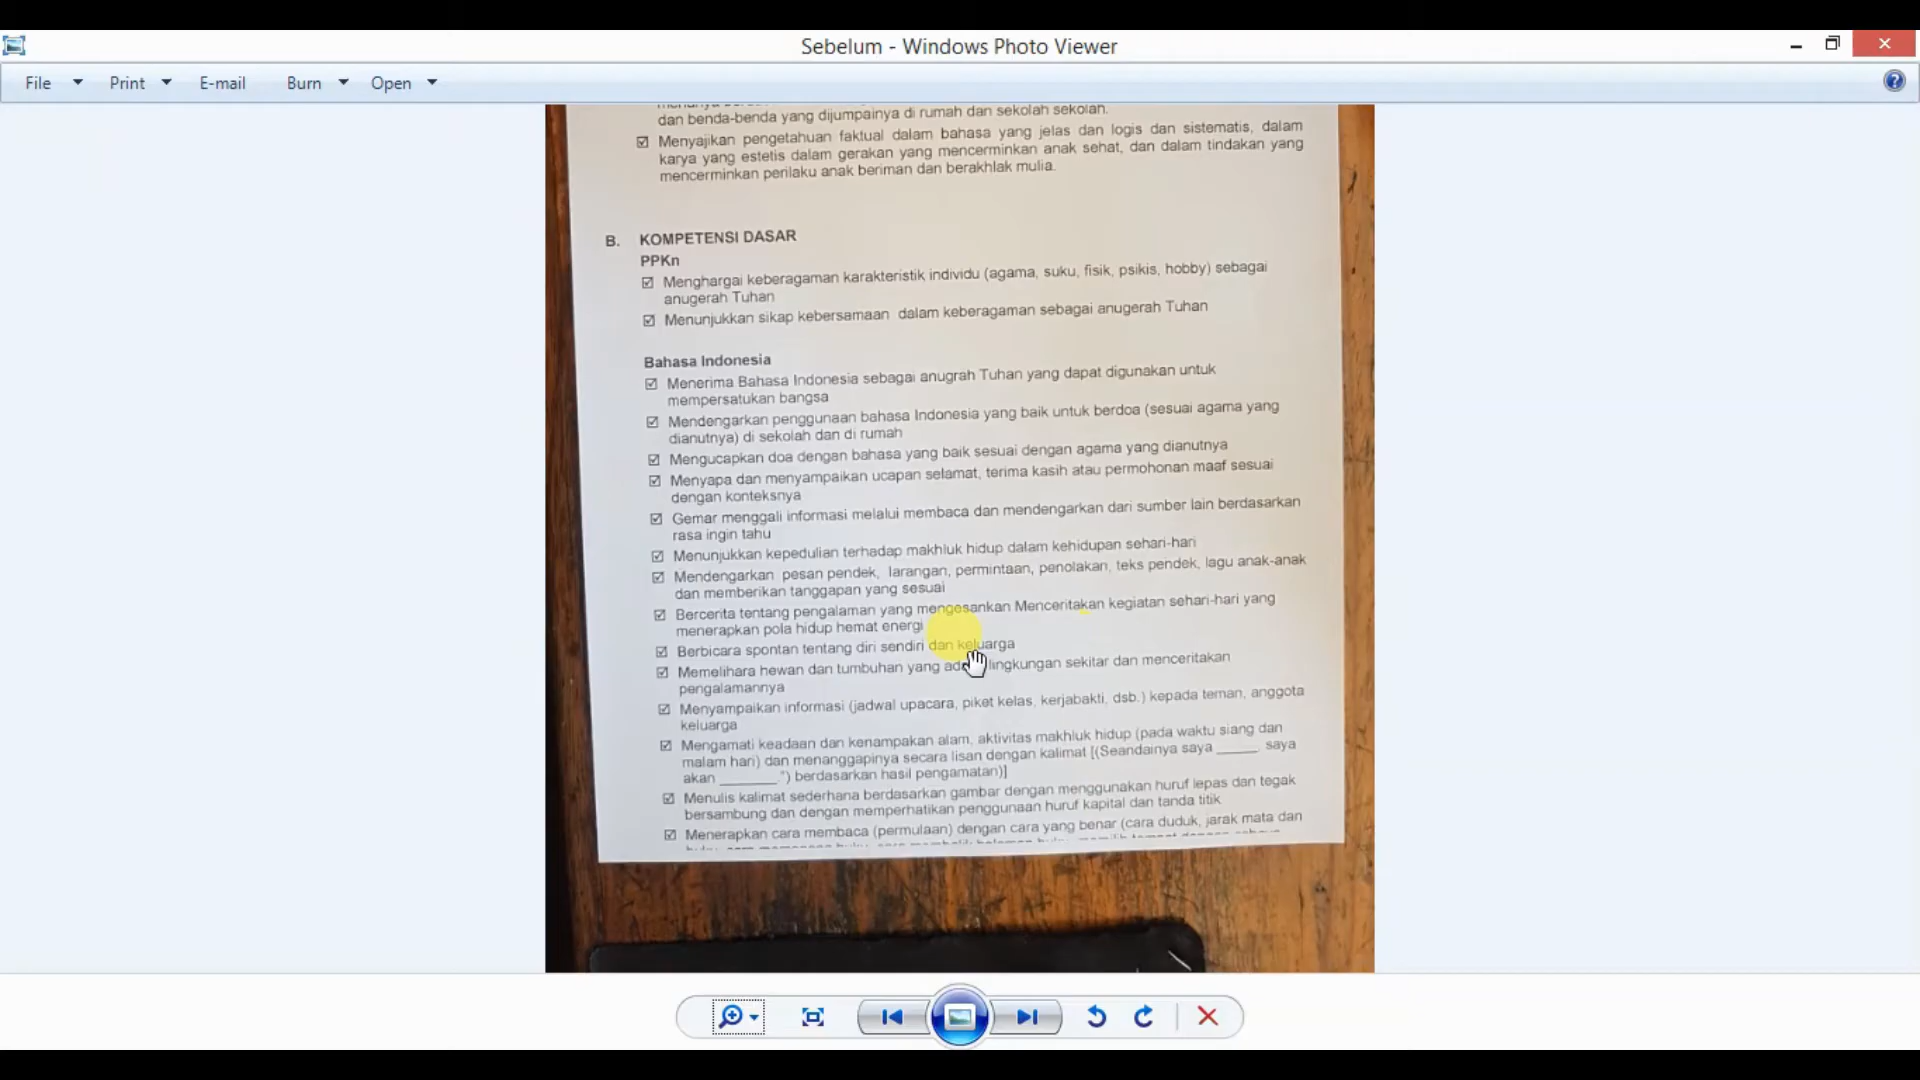 Sebelum - Windows Photo Viewer
File Print E-mail Burn Open
dan benda-benda yang dijumpainya di rumah dan sekolah sekolah.
☑ Menyajikan pengetahuan faktual dalam bahasa yang jelas dan logis dan sistematis, dalam
karya yang estetis dalam gerakan yang mencerminkan anak sehat, dan dalam tindakan yang
mencerminkan perilaku anak beriman dan berakhlak mulia.
B. KOMPETENSI DASAR
PPKn
☑ Menghargai keberagaman karakteristik individu (agama, suku, fisik, psikis, hobby) sebagai
anugerah Tuhan
☑ Menunjukkan sikap kebersamaan dalam keberagaman sebagai anugerah Tuhan
Bahasa Indonesia
☑ Menerima Bahasa Indonesia sebagai anugrah Tuhan yang dapat digunakan untuk
mempersatukan bangsa
☑ Mendengarkan penggunaan bahasa Indonesia yang baik untuk berdoa (sesuai agama yang
dianutnya) di sekolah dan di rumah
☑ Mengucapkan doa dengan bahasa yang baik sesuai dengan agama yang dianutnya
☑ Menyapa dan menyampaikan ucapan selamat, terima kasih atau permohonan maaf sesuai
dengan konteksnya
☑ Gemar menggali informasi melalui membaca dan mendengarkan dari sumber lain berdasarkan
rasa ingin tahu
☑ Menunjukkan kepedulian terhadap makhluk hidup dalam kehidupan sehari-hari
☑ Mendengarkan pesan pendek, larangan, permintaan, penolakan, teks pendek, lagu anak-anak
dan memberikan tanggapan yang sesuai
☑ Bercerita tentang pengalaman yang mengesankan Menceritakan kegiatan sehari-hari yang
menerapkan pola hidup hemat energi
☑ Berbicara spontan tentang diri sendiri dan keluarga
☑ Memelihara hewan dan tumbuhan yang lingkungan sekitar dan menceritakan
pengalamannya
☑ Menyampaikan informasi (jadwal upacara, piket kelas, kerjabakti, dsb.) kepada teman, anggota
keluarga
☑ Mengamati keadaan dan kenampakan alam, aktivitas makhluk hidup (pada waktu siang dan
malam hari) dan menanggapinya secara lisan dengan kalimat [(Seandainya saya ______ saya
akan ________.") berdasarkan hasil pengamatan)]
☑ Menulis kalimat sederhana berdasarkan gambar dengan menggunakan huruf lepas dan tegak
bersambung dan dengan memperhatikan penggunaan huruf kapital dan tanda titik
☑ Menerapkan cara membaca (permulaan) dengan cara yang benar (cara duduk, jarak mata dan